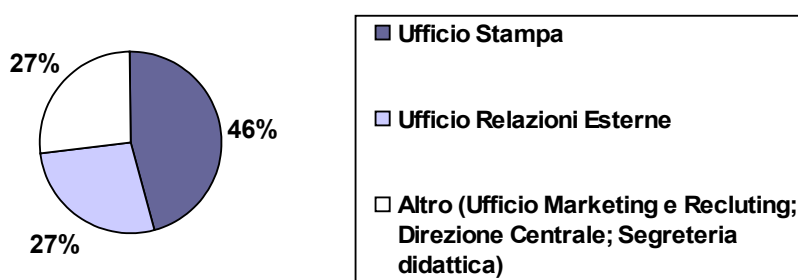 27%
46%
27%
Ufficio Stampa
Ufficio Relazioni Esterne
Altro (Ufficio Marketing e Recluting;
Direzione Centrale; Segreteria
didattica)